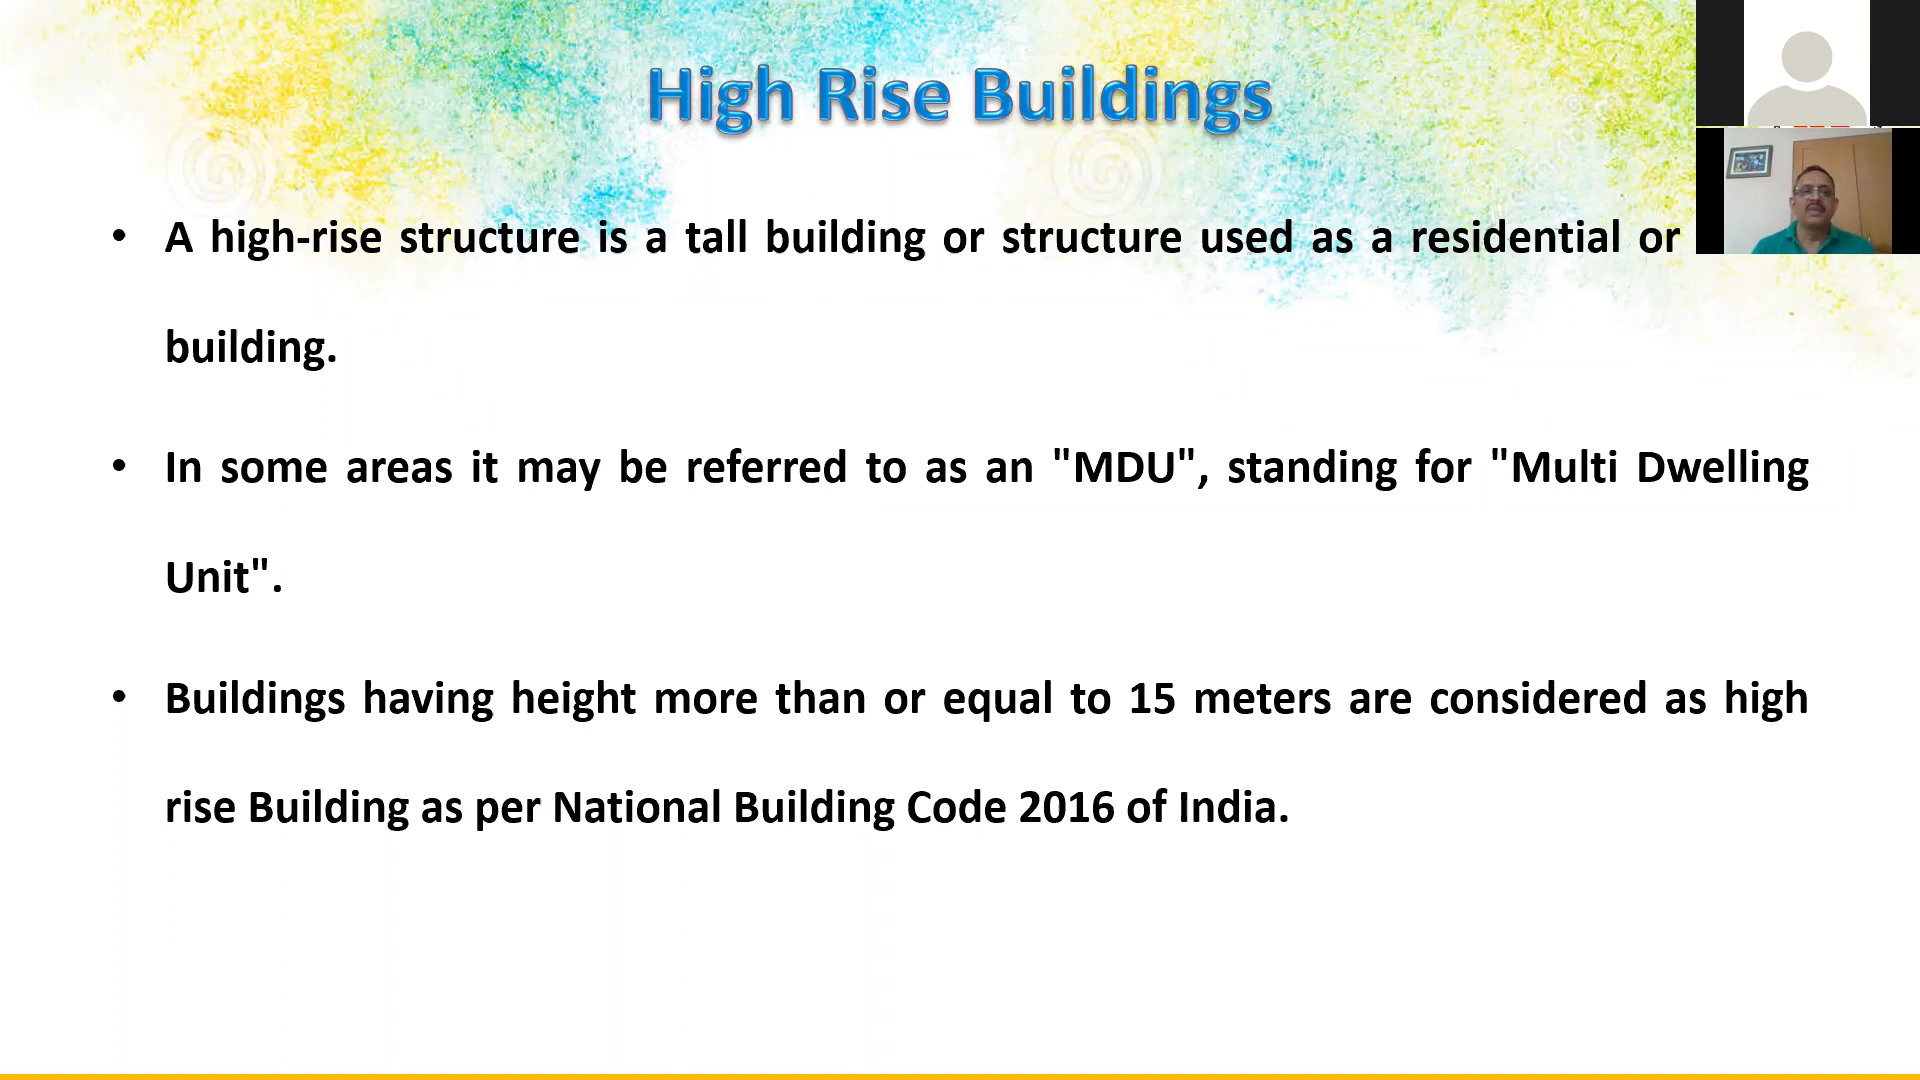 High Rise Buildings
• A high-rise structure is a tall building or structure used as a residential or
building.
• In some areas it may be referred to as an "MDU", standing for "Multi Dwelling
Unit".
• Buildings having height more than or equal to 15 meters are considered as high
rise Building as per National Building Code 2016 of India.